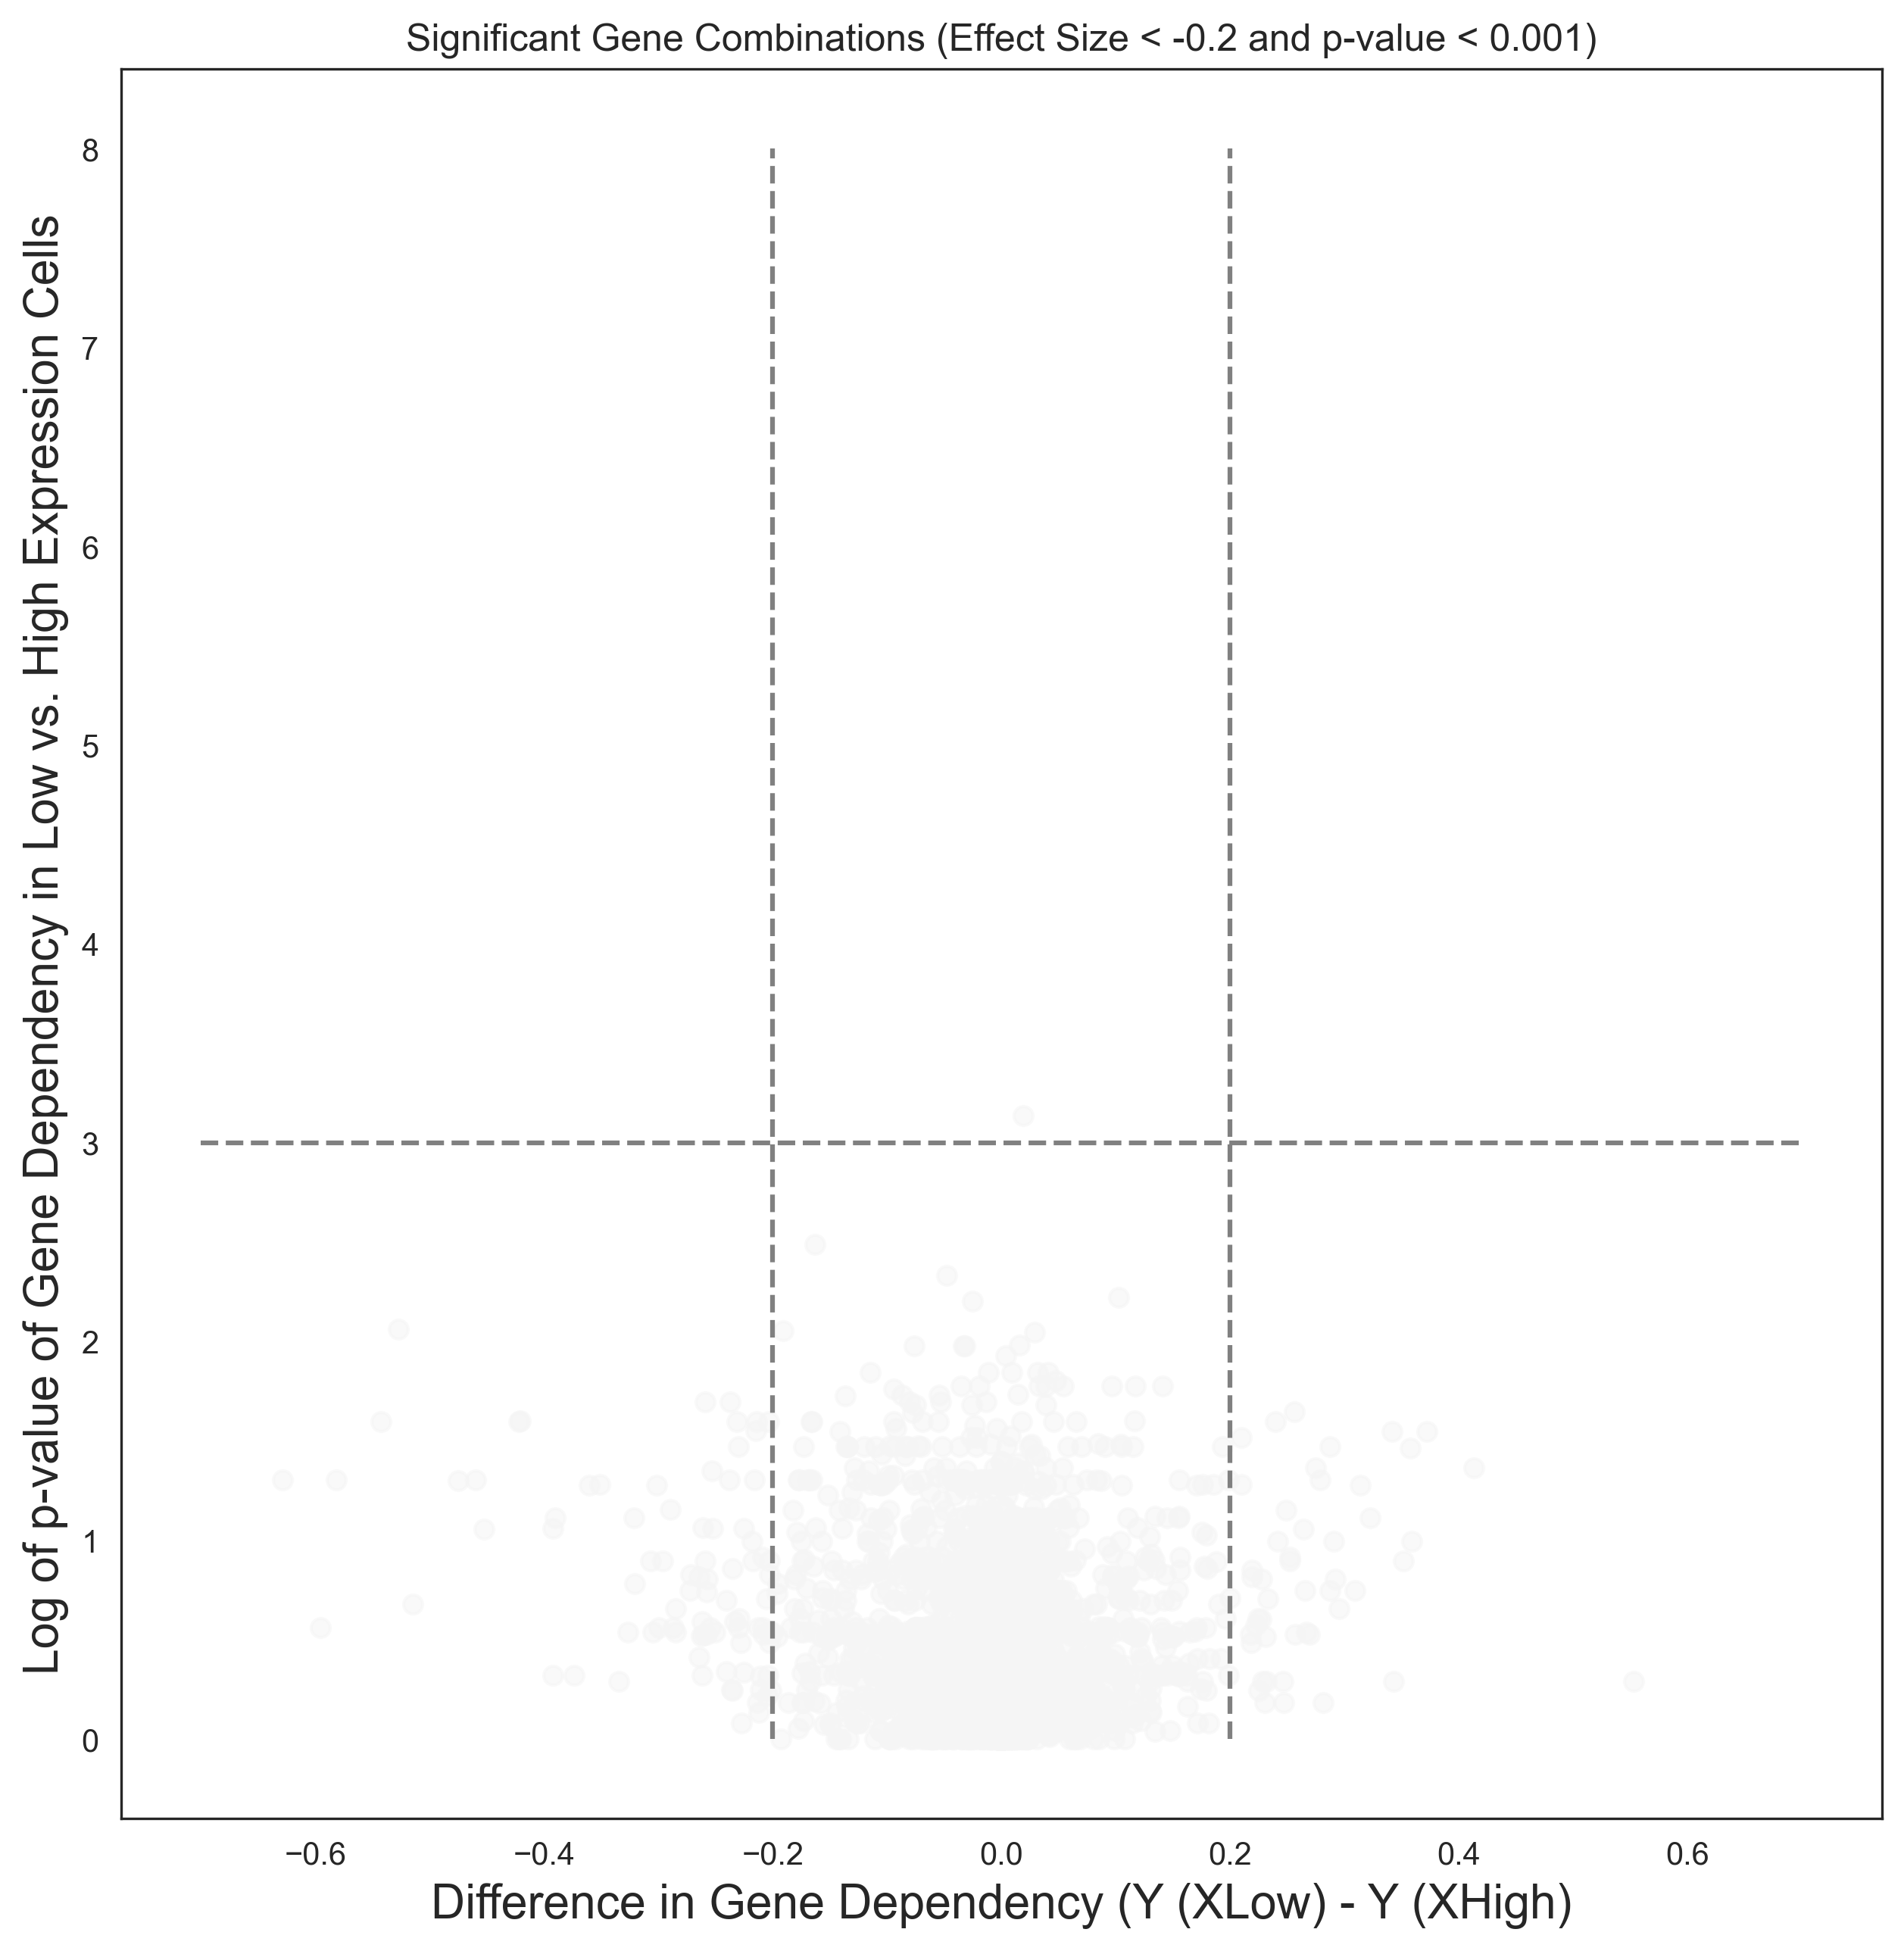 Significant Gene Combinations (Effect Size < -0.2 and p-value < 0.001)
Log of p-value of Gene Dependency in Low vs. High Expression Cells
8
7
6
5
4
3
2
1
0
−0.6 −0.4 −0.2 0.0 0.2 0.4 0.6
Difference in Gene Dependency (Y (XLow) - Y (XHigh)